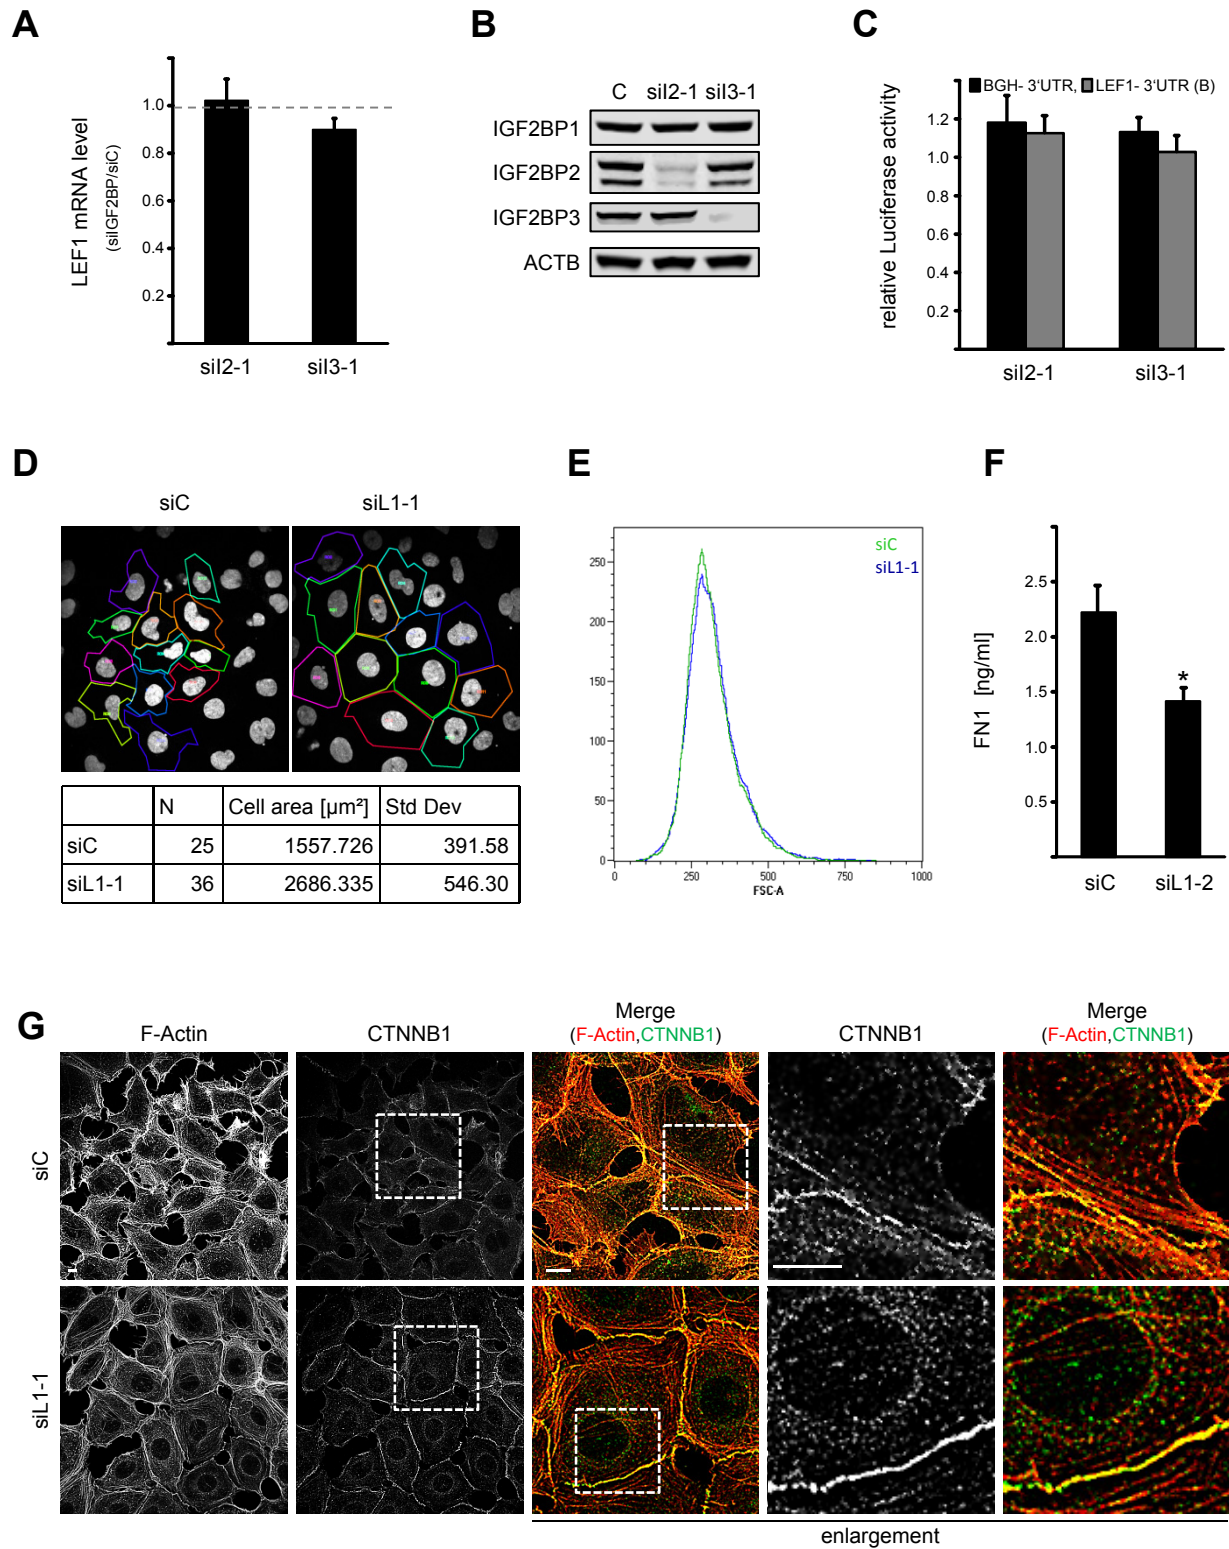 A
1.0
0.8
0.6
0.4
0.2
LEF1 mRNA level
(siIGF2BP/siC)
siI2-1 siI3-1
B
C siI2-1 siI3-1
IGF2BP1
IGF2BP2
IGF2BP3
ACTB
C
BGH- 3‘UTR, LEF1- 3‘UTR (B)
1.2
1.0
0.8
0.6
0.4
0.2
relative Luciferase activity
siI2-1 siI3-1
D
siC siL1-1
N Cell area [µm²] Std Dev
siC 25 1557.726 391.58
siL1-1 36 2686.335 546.30
E
siC
siL1-1
250
200
150
100
50
0
0 250 500 750 1000
FSC-A
F
2.5
2.0
1.5
1.0
0.5
FN1 [ng/ml]
*
siC siL1-2
G
F-Actin CTNNB1 Merge CTNNB1 Merge
(F-Actin,CTNNB1) (F-Actin,CTNNB1)
siC
siL1-1
enlargement